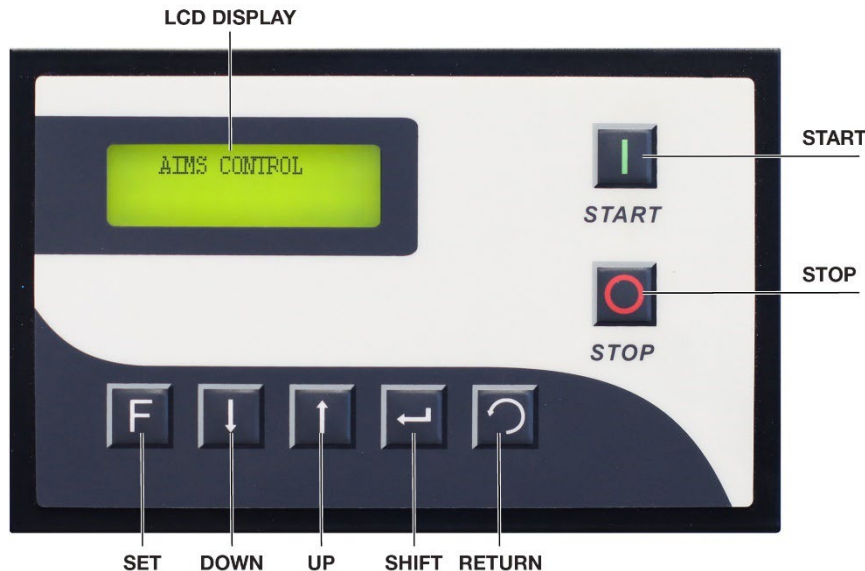 LCD DISPLAY
AIMS CONTROL
START
START
STOP
STOP
F
SET DOWN UP SHIFT RETURN